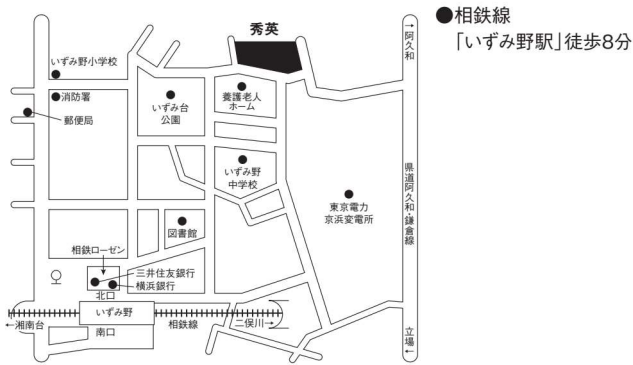 秀英
●相鉄線
「いずみ野駅」徒歩8分
→阿久和
いずみ野小学校
消防署
郵便局
いずみ台
公園
養護老人
ホーム
いずみ野
中学校
東京電力
京浜変電所
県道阿久和・鎌倉線
図書館
相鉄ローゼン
三井住友銀行
横浜銀行
北口
いずみ野
南口
←湘南台
相鉄線
二俣川→
立場←